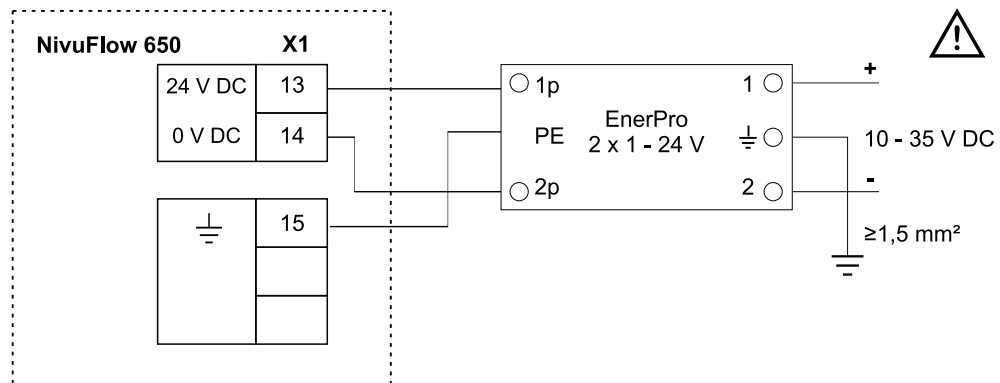 NivuFlow 650 X1
24 V DC 13
0 V DC 14
15
1p 1
EnerPro
PE 2 x 1 - 24 V
2p 2
+
10 - 35 V DC
-
≥1,5 mm²
!